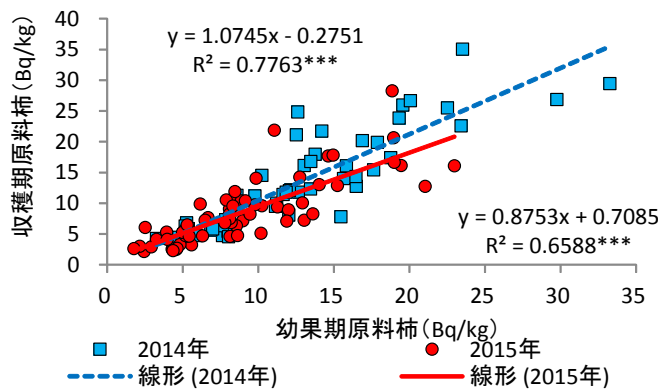 40
35
30
25
20
15
10
5
0
収穫期原料柿(Bq/kg)
y = 1.0745x - 0.2751
R² = 0.7763***
y = 0.8753x + 0.7085
R² = 0.6588***
0 5 10 15 20 25 30 35
幼果期原料柿(Bq/kg)
2014年 2015年
線形 (2014年) 線形 (2015年)